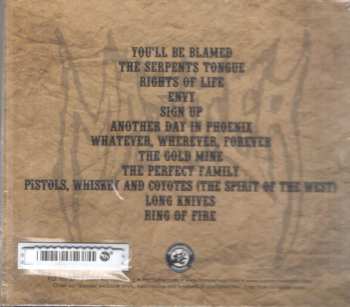 YOU'LL BE BLAMED
THE SERPENTS TONGUE
RIGHTS OF LIFE
ENVY
SIGN UP
ANOTHER DAY IN PHOENIX
WHATEVER, WHEREVER, FOREVER
THE GOLD MINE
THE PERFECT FAMILY
PISTOLS, WHISKEY AND COYOTES (THE SPIRIT OF THE WEST)
LONG KNIVES
RING OF FIRE